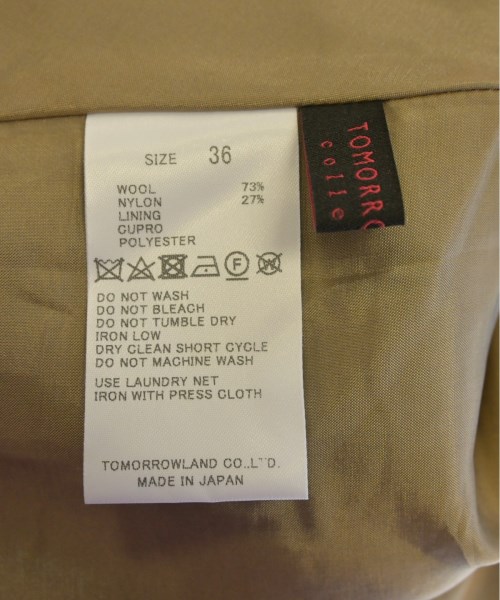 SIZE 36
WOOL 73%
NYLON 27%
LINING
CUPRO
POLYESTER
F W
DO NOT WASH
DO NOT BLEACH
DO NOT TUMBLE DRY
IRON LOW
DRY CLEAN SHORT CYCLE
DO NOT MACHINE WASH
USE LAUNDRY NET
IRON WITH PRESS CLOTH
TOMORROWLAND CO.,LTD.
MADE IN JAPAN
TOMORRO
colle